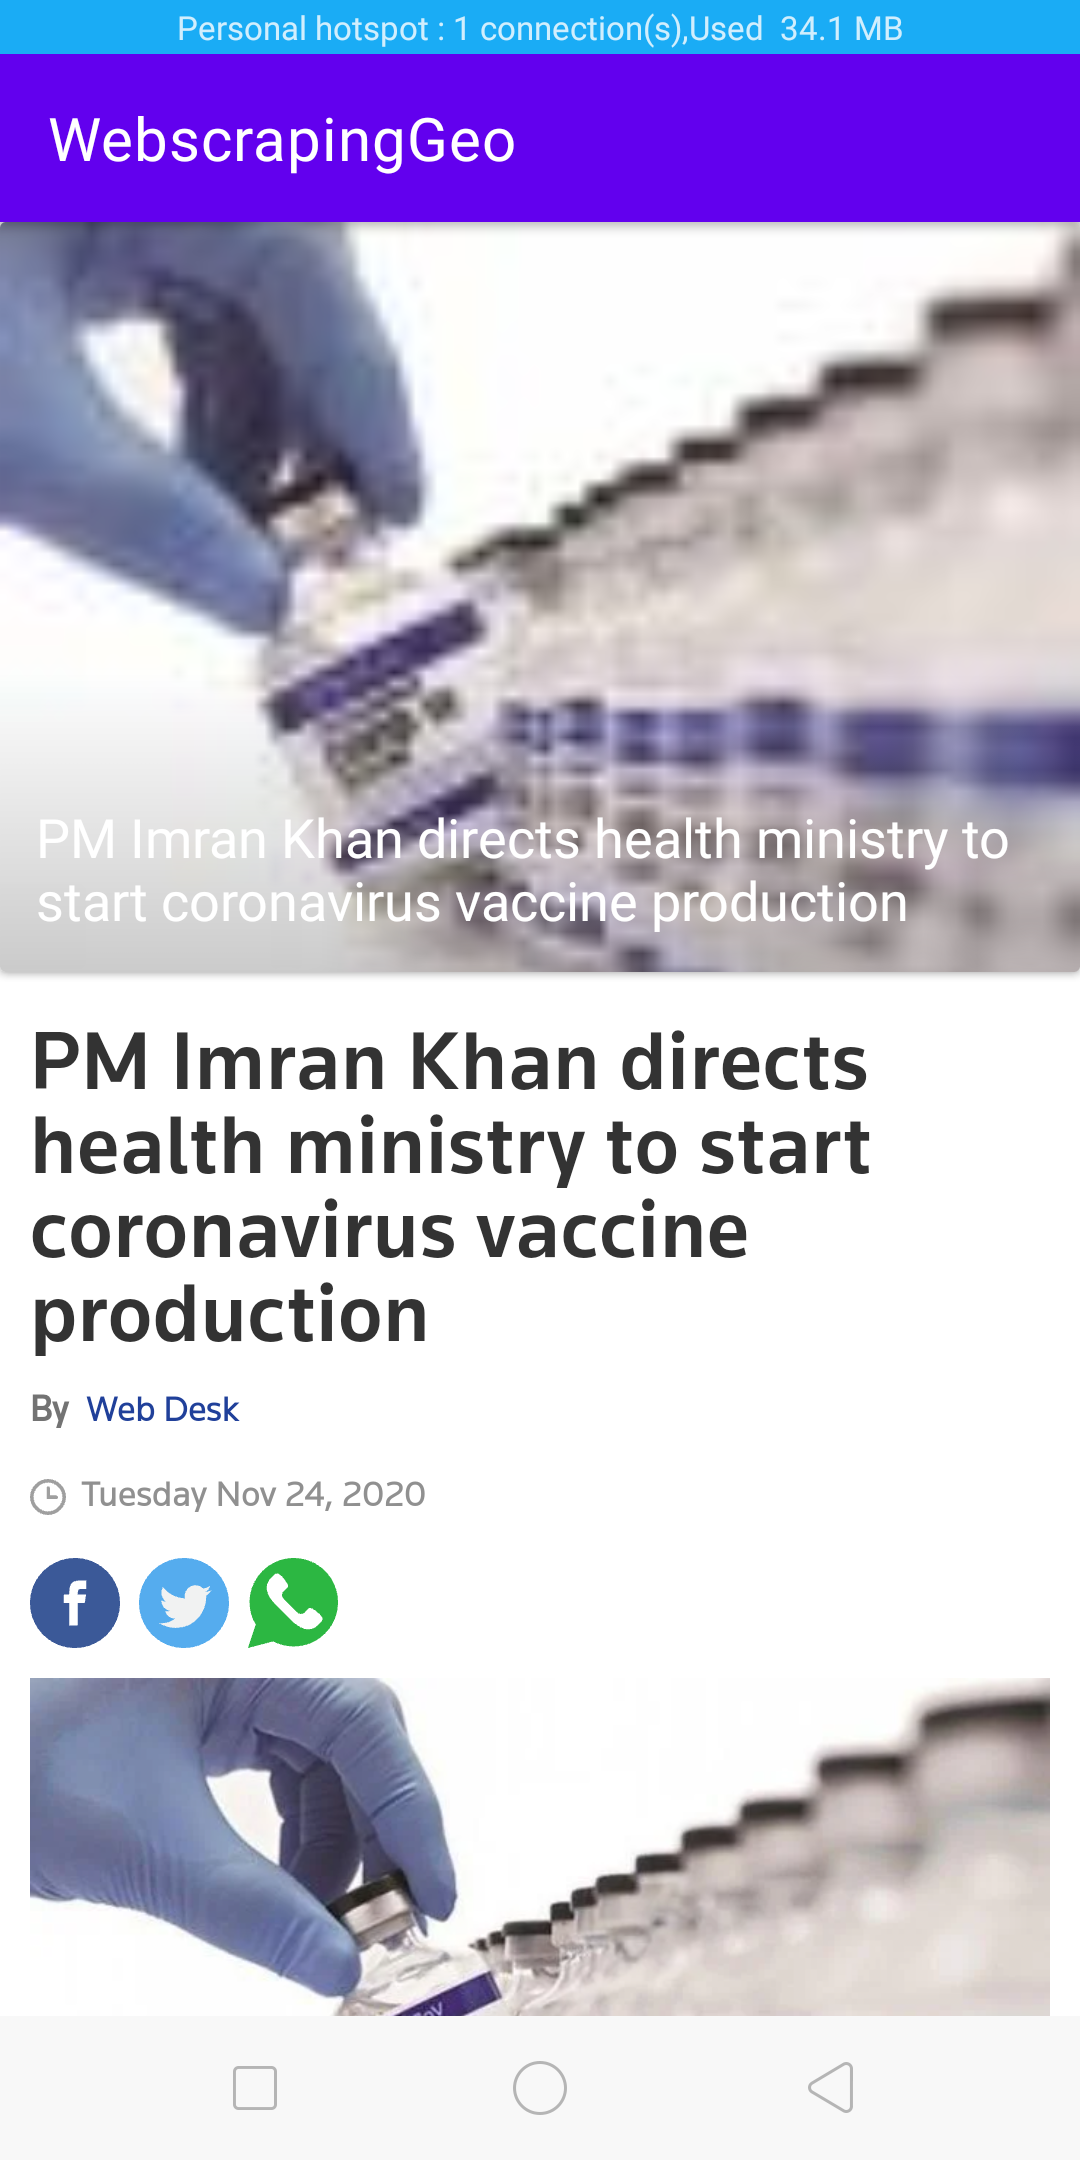 Personal hotspot : 1 connection(s),Used 34.1 MB
WebscrapingGeo
PM Imran Khan directs health ministry to
start coronavirus vaccine production
PM Imran Khan directs
health ministry to start
coronavirus vaccine
production
By Web Desk
Tuesday Nov 24, 2020